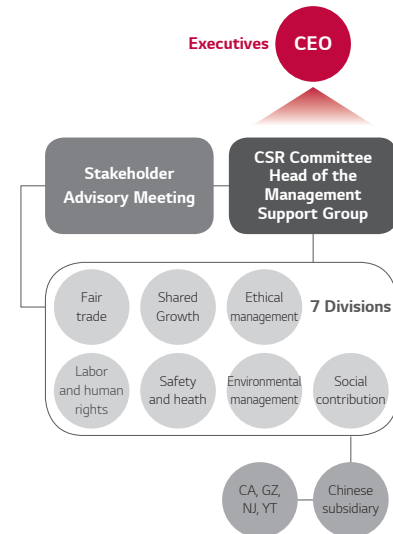 Executives
CEO
Stakeholder
Advisory Meeting
CSR Committee
Head of the
Management
Support Group
Fair
trade
Shared
Growth
Ethical
management
7 Divisions
Labor
and human
rights
Safety
and heath
Environmental
management
Social
contribution
CA, GZ,
NJ, YT
Chinese
subsidiary